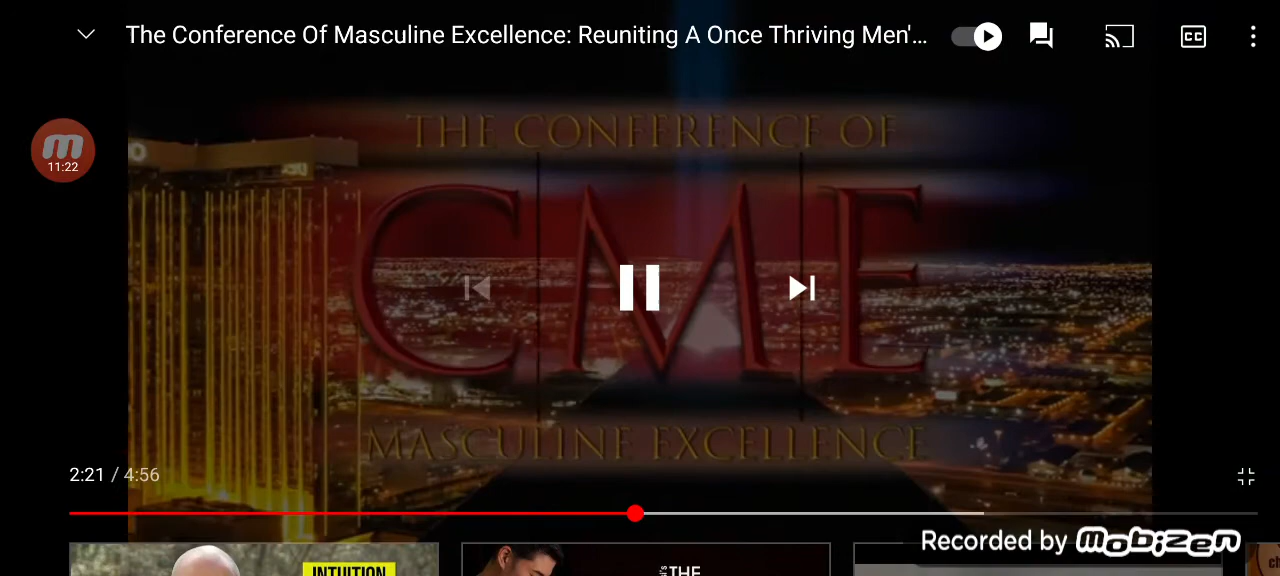 The Conference Of Masculine Excellence: Reuniting A Once Thriving Men'...
CC
m
11:22
THE CONFERENCE OF
CME
MASCULINE EXCELLENCE
2:21 / 4:56
Recorded by mobizen
INTUITION
THE